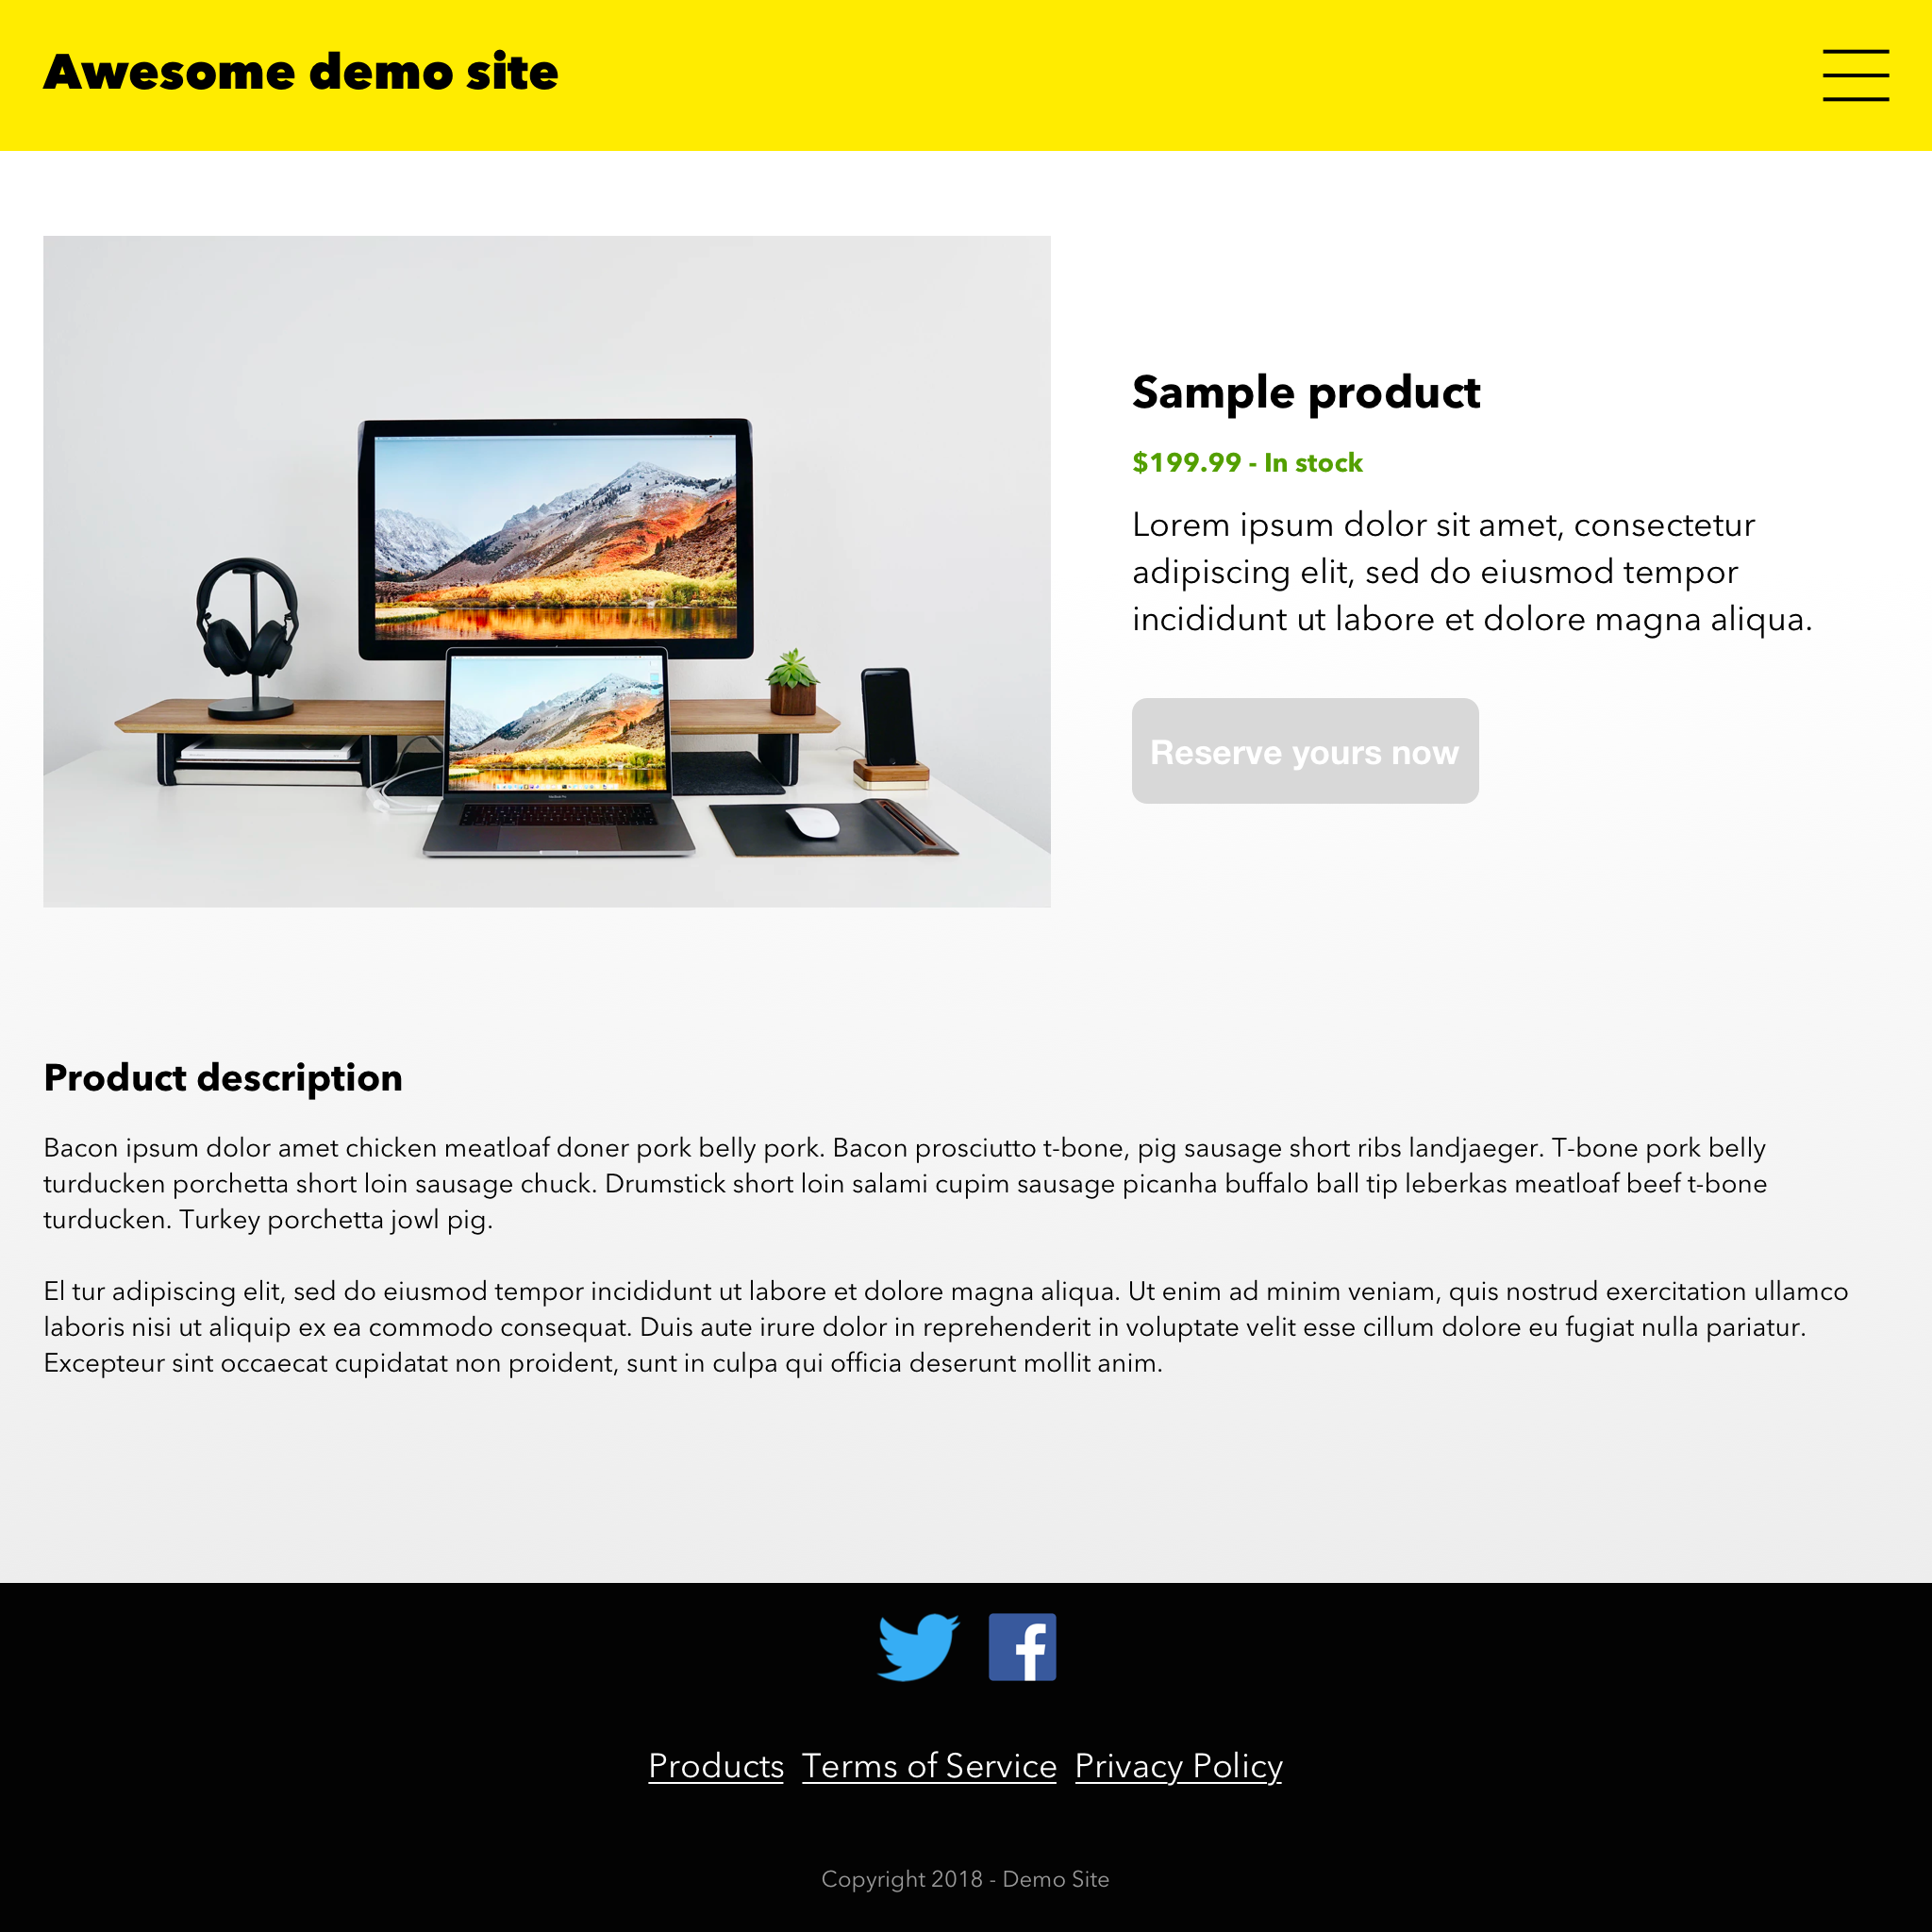 Awesome demo site
Sample product
$199.99 - In stock
Lorem ipsum dolor sit amet, consectetur
adipiscing elit, sed do eiusmod tempor
incididunt ut labore et dolore magna aliqua.
Reserve yours now
Product description
Bacon ipsum dolor amet chicken meatloaf doner pork belly pork. Bacon prosciutto t-bone, pig sausage short ribs landjaeger. T-bone pork belly
turducken porchetta short loin sausage chuck. Drumstick short loin salami cupim sausage picanha buffalo ball tip leberkas meatloaf beef t-bone
turducken. Turkey porchetta jowl pig.
El tur adipiscing elit, sed do eiusmod tempor incididunt ut labore et dolore magna aliqua. Ut enim ad minim veniam, quis nostrud exercitation ullamco
laboris nisi ut aliquip ex ea commodo consequat. Duis aute irure dolor in reprehenderit in voluptate velit esse cillum dolore eu fugiat nulla pariatur.
Excepteur sint occaecat cupidatat non proident, sunt in culpa qui officia deserunt mollit anim.
Products Terms of Service Privacy Policy
Copyright 2018 - Demo Site